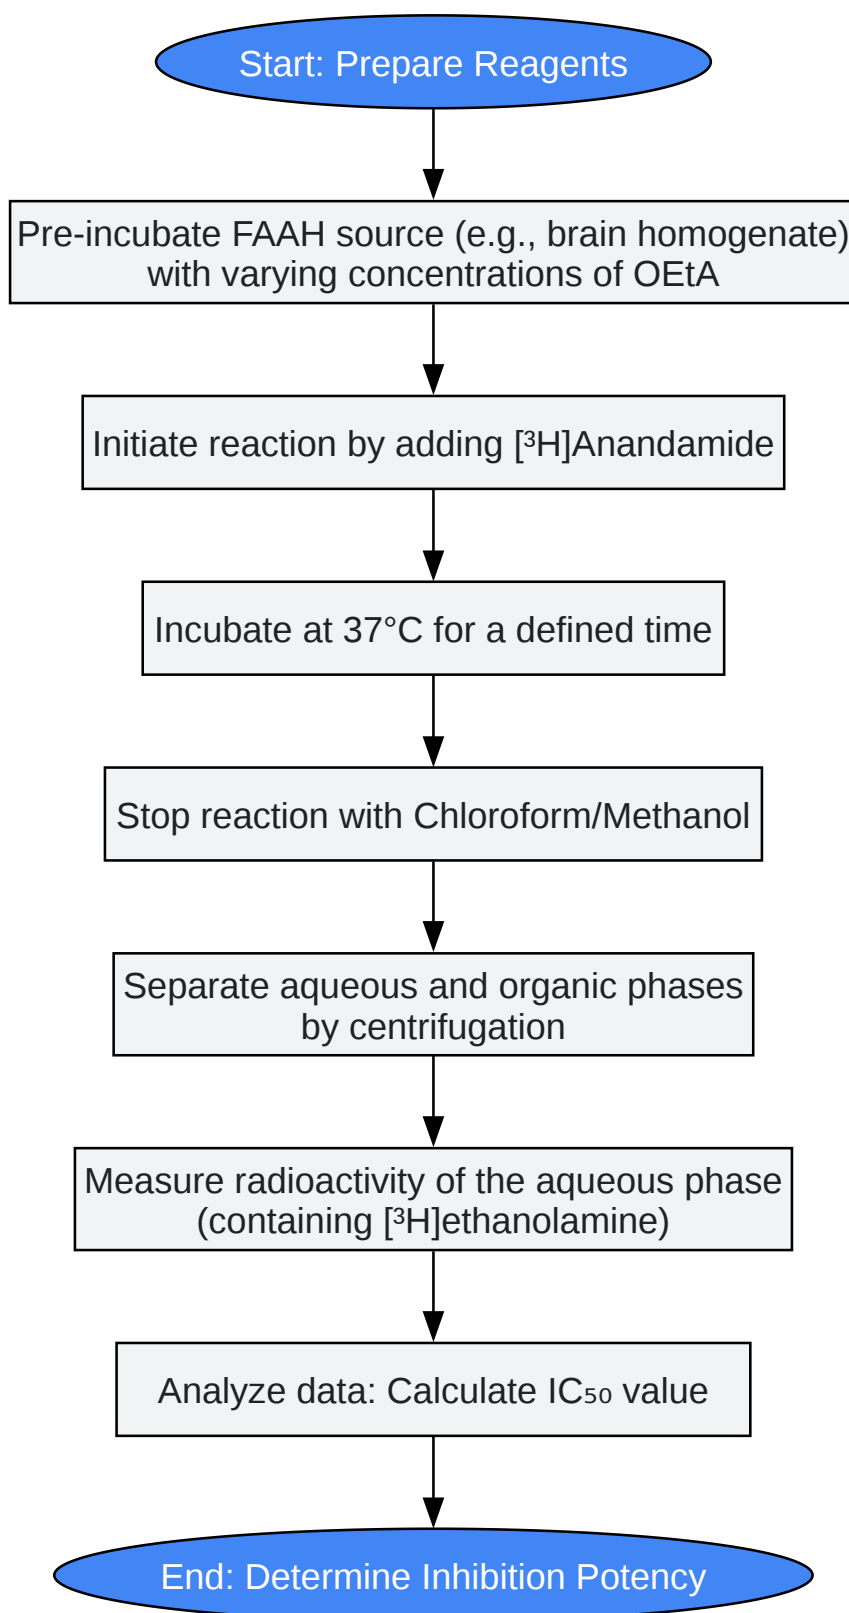 Start: Prepare Reagents
Pre-incubate FAAH source (e.g., brain homogenate)
with varying concentrations of OEtA
Initiate reaction by adding [³H]Anandamide
Incubate at 37°C for a defined time
Stop reaction with Chloroform/Methanol
Separate aqueous and organic phases
by centrifugation
Measure radioactivity of the aqueous phase
(containing [³H]ethanolamine)
Analyze data: Calculate IC₅₀ value
End: Determine Inhibition Potency